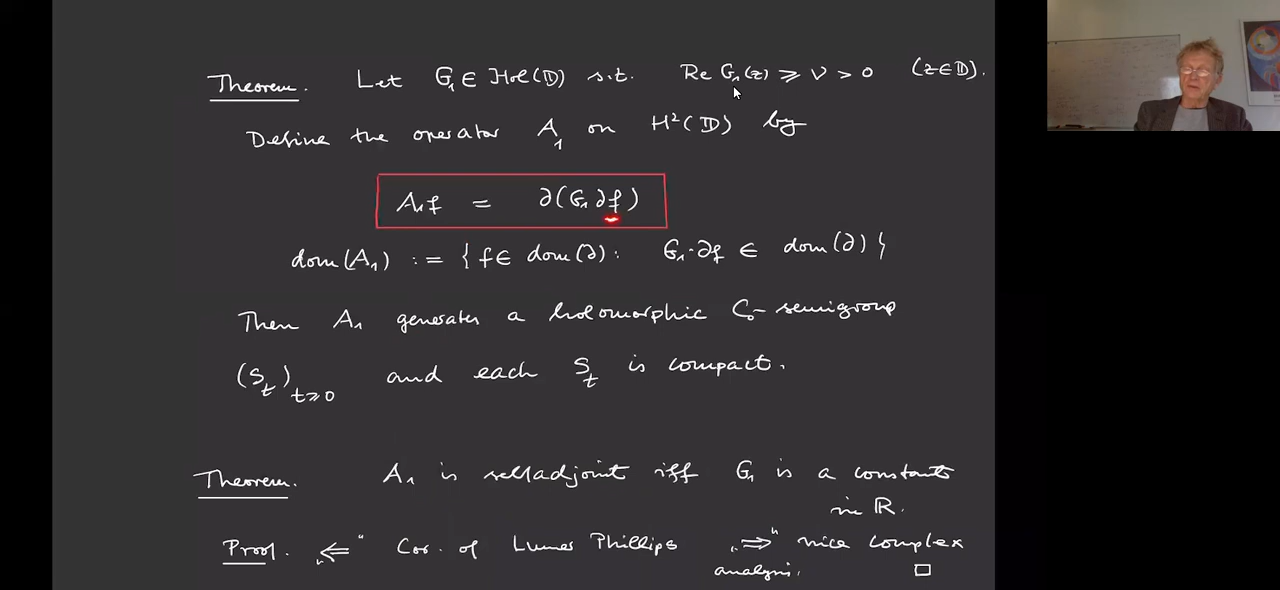 Theorem. Let G₁ ∈ Hol(𝔻) s.t. Re G₁(z) ⩾ ν > 0 (z∈𝔻).
Define the operator A₁ on H²(𝔻) by
A₁f = ∂(G₁∂f)
dom(A₁) := { f∈ dom(∂) : G₁·∂f ∈ dom(∂) }
Then A₁ generates a holomorphic C₀-semigroup
(S_t)_{t⩾0} and each S_t is compact.
Theorem. A₁ is selfadjoint iff G₁ is a constant
in ℝ.
Proof. „⇐" Cor. of Lumer Phillips „⇒" nice complex
analysis. □